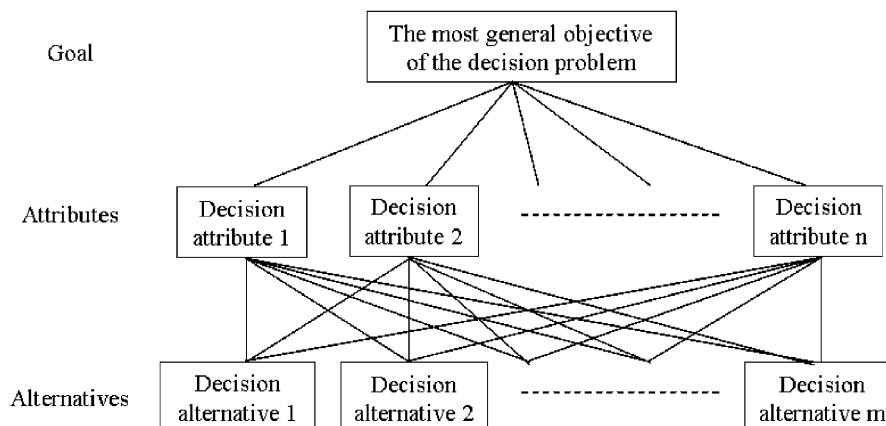 Goal
The most general objective
of the decision problem
Attributes
Decision
attribute 1
Decision
attribute 2
Decision
attribute n
Alternatives
Decision
alternative 1
Decision
alternative 2
Decision
alternative m